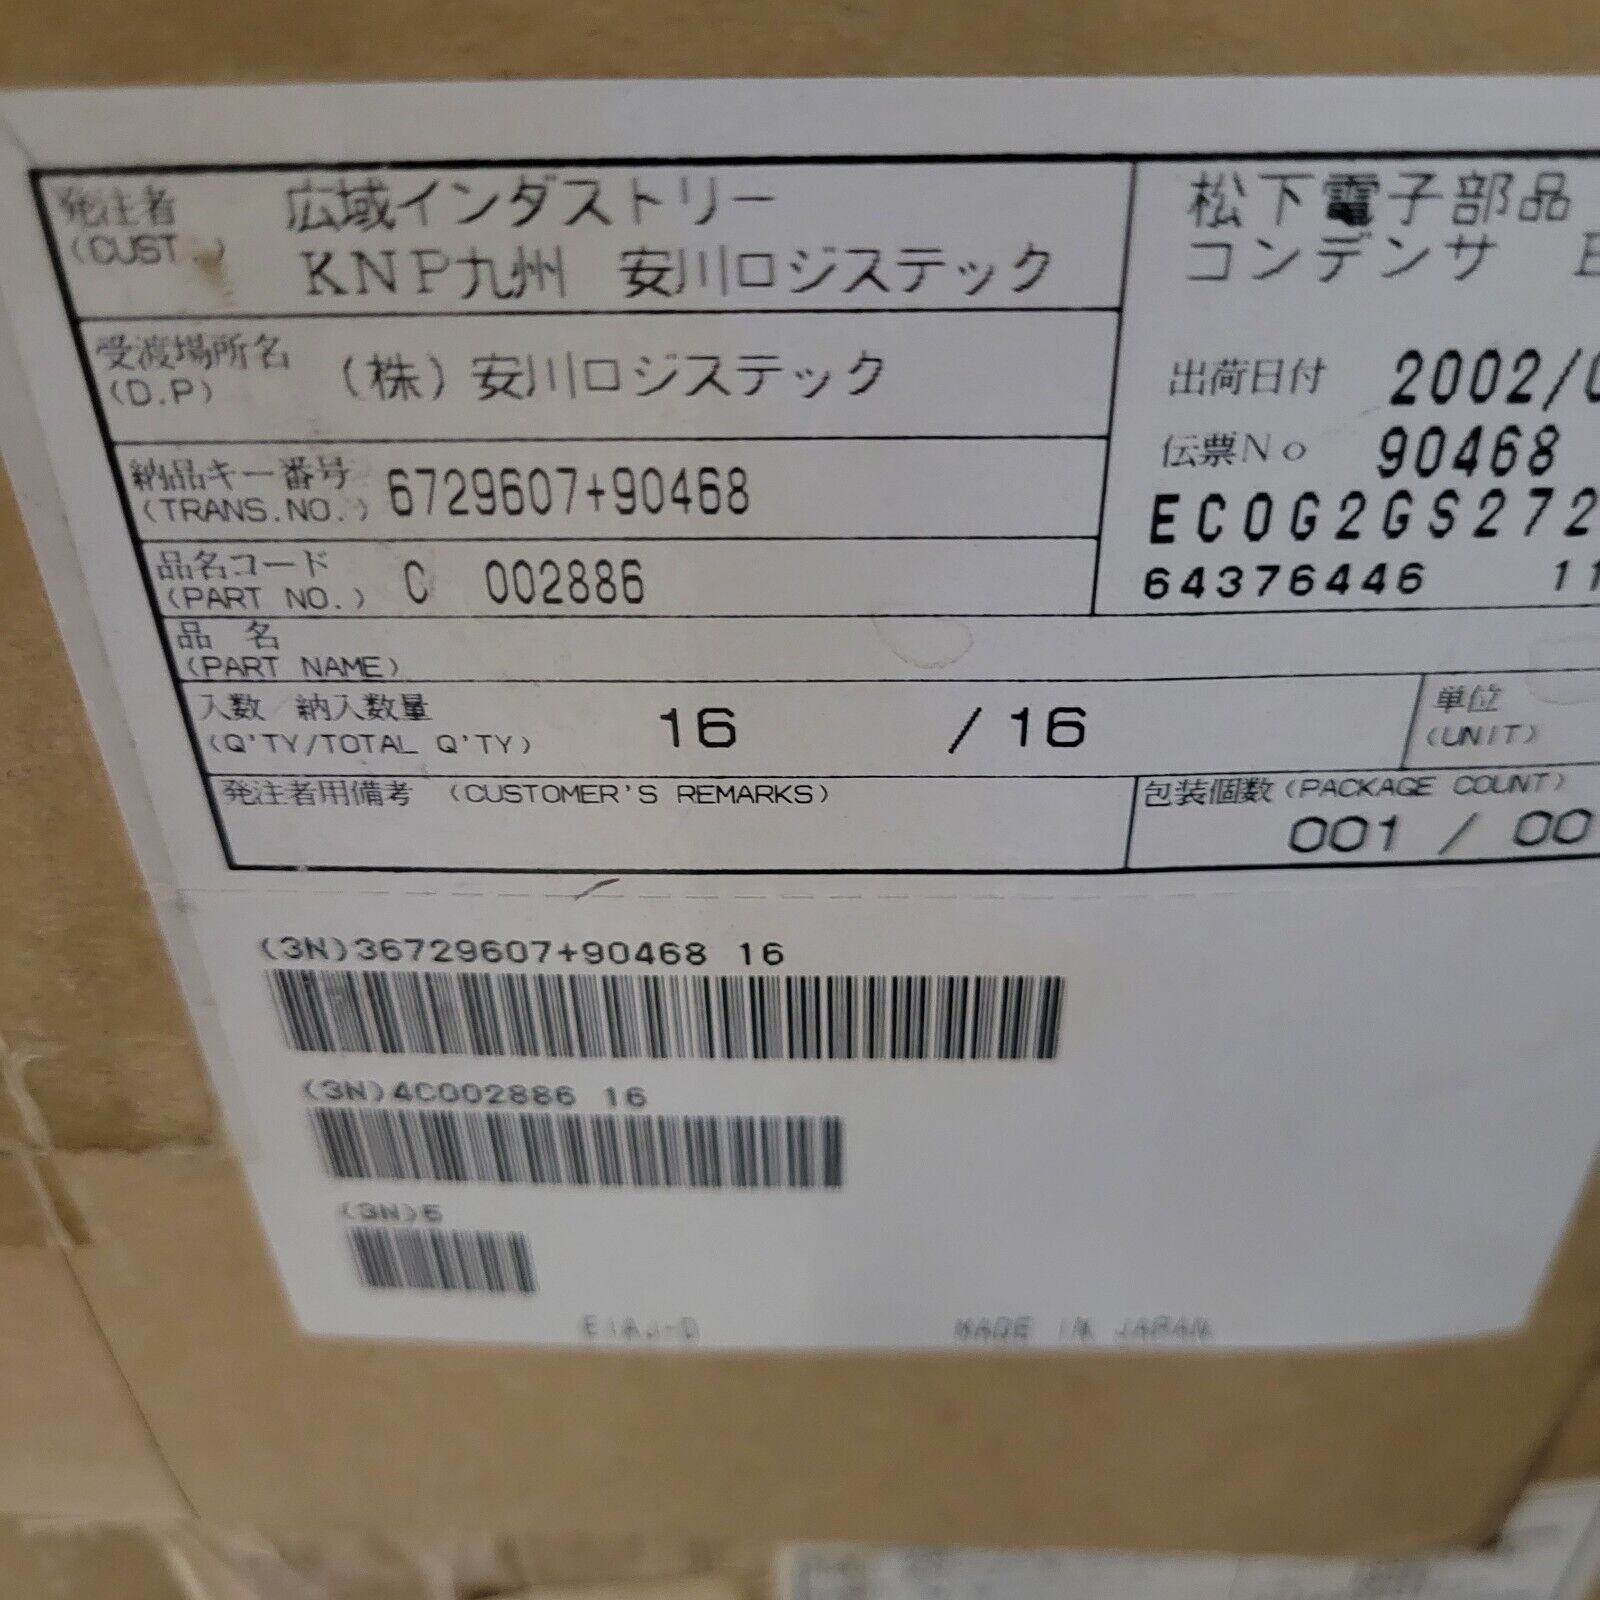 発注者 広域インダストリー
(CUST.) KNP九州 安川ロジステック
松下電子部品
コンデンサ
受渡場所名
(D.P) (株)安川ロジステック
出荷日付 2002/0
伝票No 90468
EC0G2GS272
64376446 11
納品キー番号
(TRANS.NO.) 6729607+90468
品名コード
(PART NO.) C 002886
品 名
(PART NAME)
入数/納入数量
(Q'TY/TOTAL Q'TY) 16 /16
単位
(UNIT)
発注者用備考 (CUSTOMER'S REMARKS)
包装個数(PACKAGE COUNT)
001 / 00
(3N)36729607+90468 16
(3N)4C002886 16
(3N)6
EIAJ-D MADE IN JAPAN